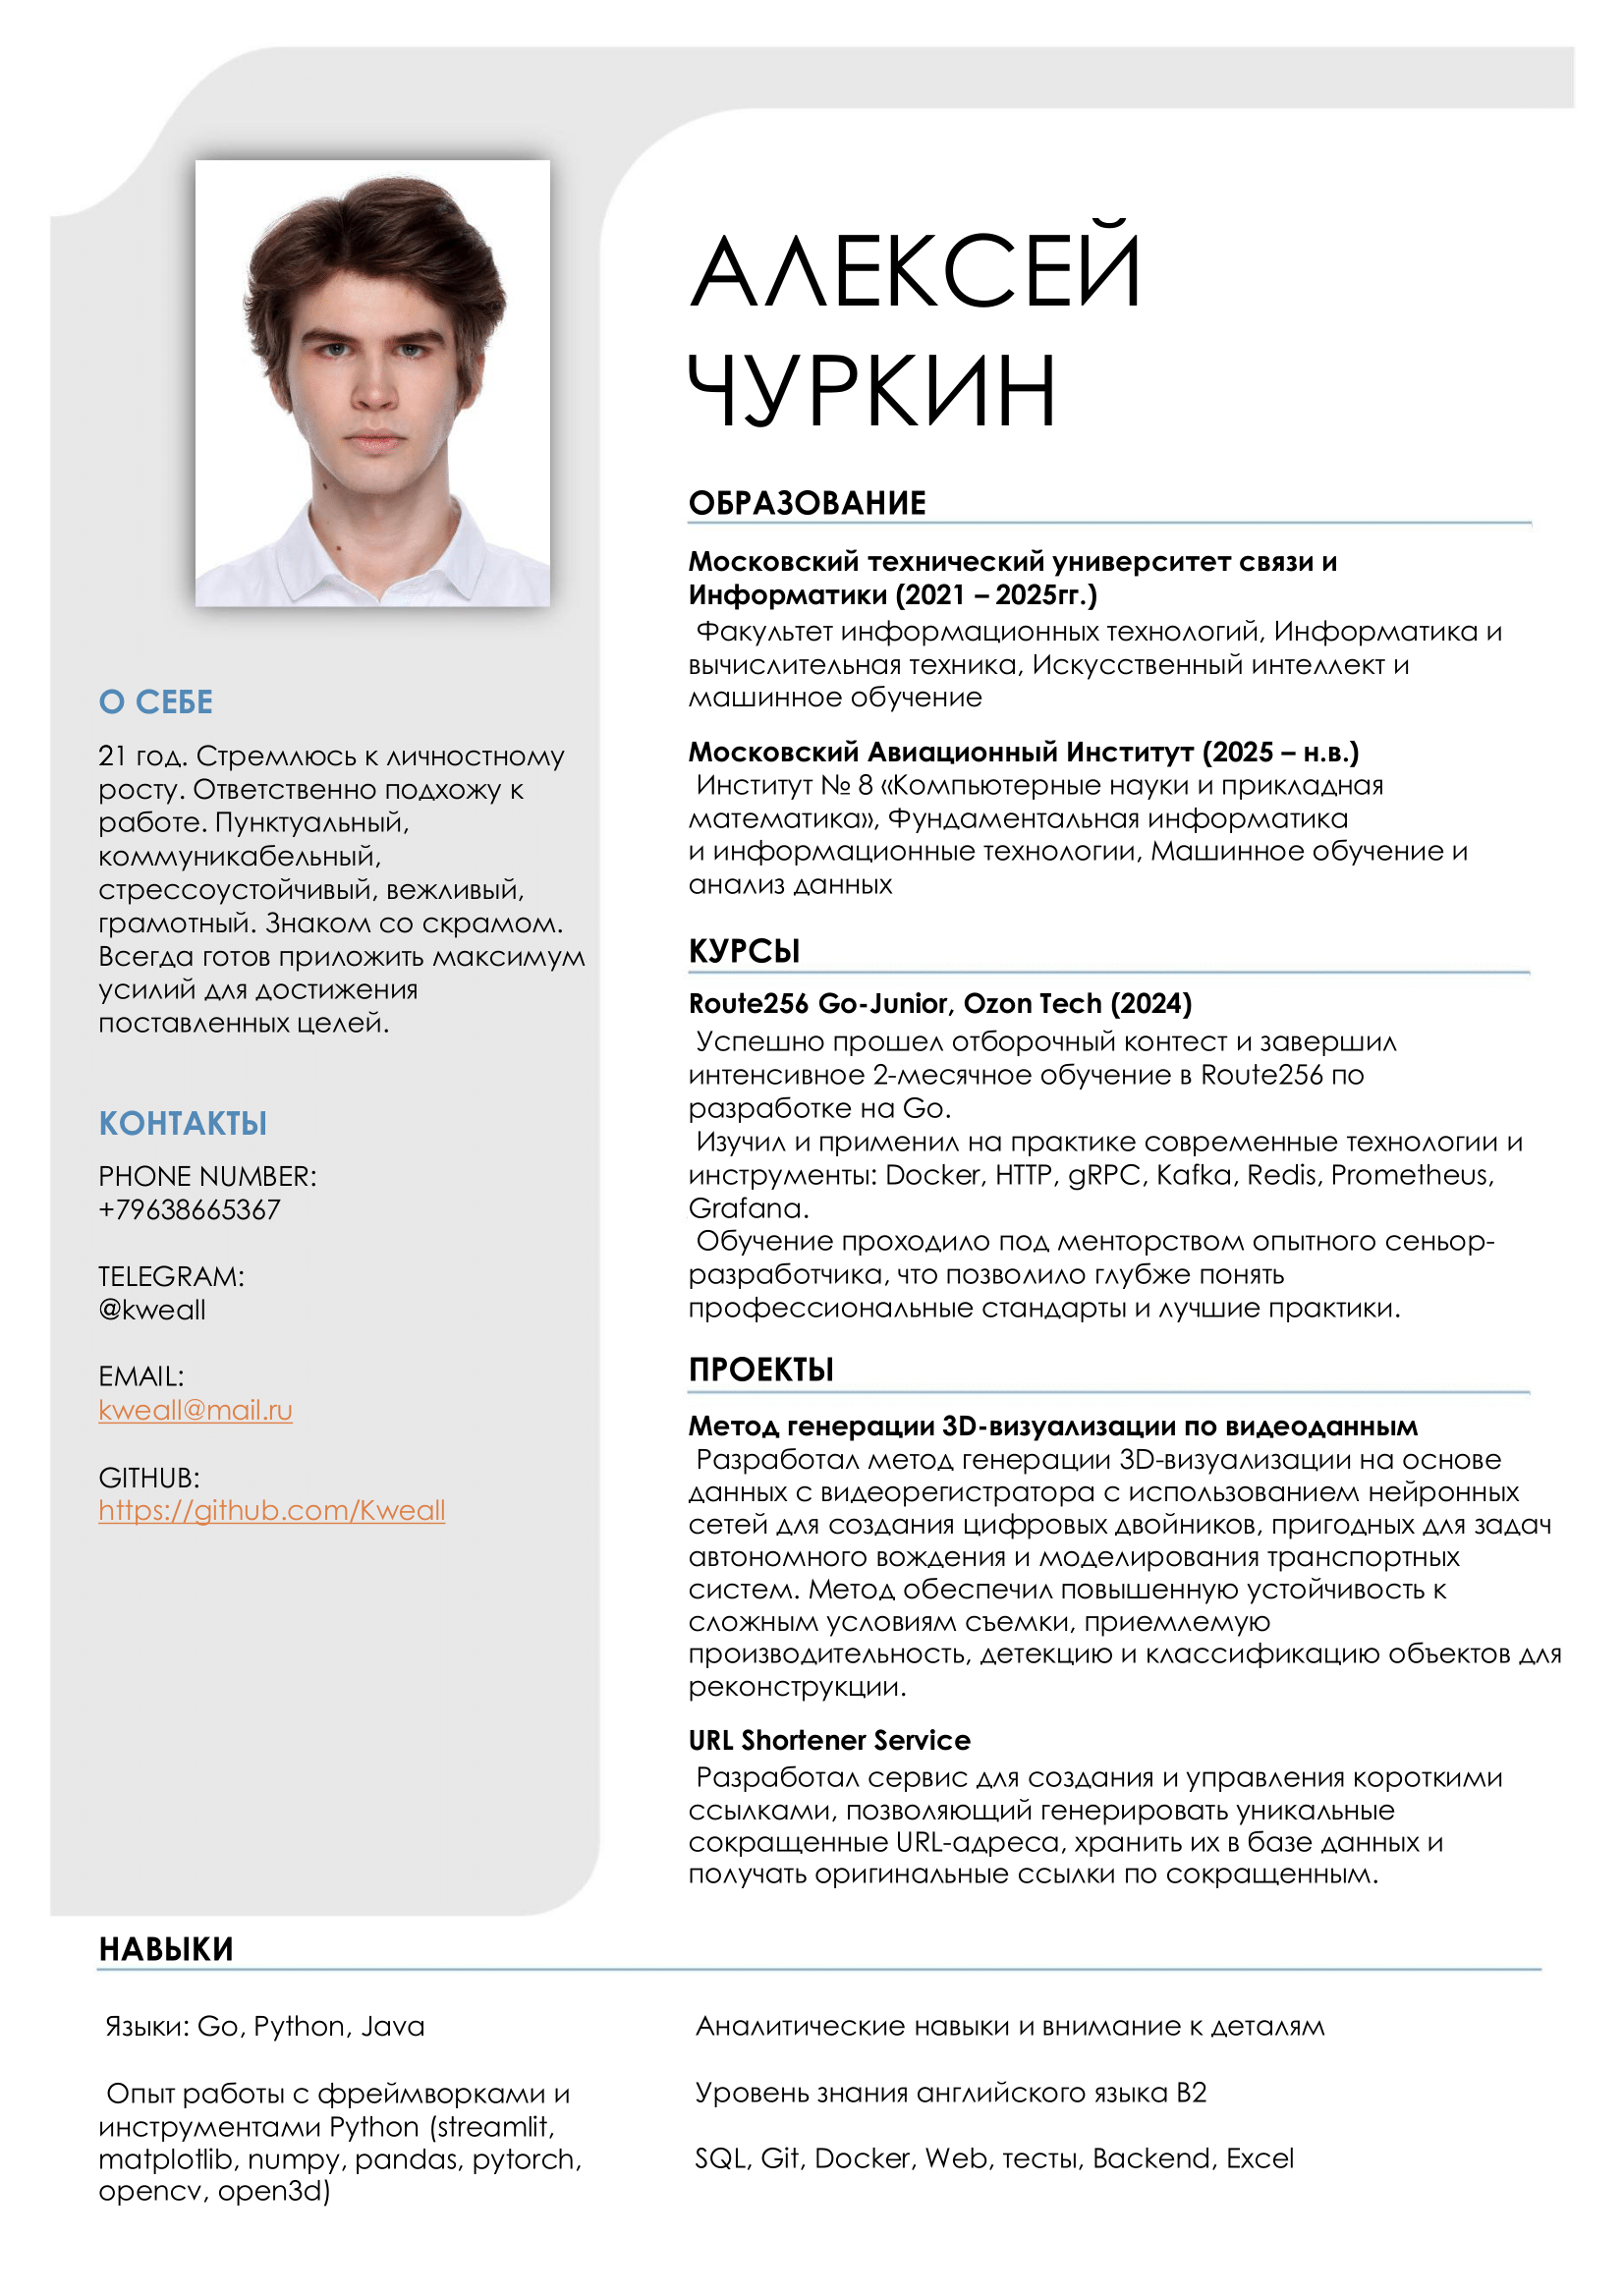 АЛЕКСЕЙ
ЧУРКИН
О СЕБЕ
21 год. Стремлюсь к личностному
росту. Ответственно подхожу к
работе. Пунктуальный,
коммуникабельный,
стрессоустойчивый, вежливый,
грамотный. Знаком со скрамом.
Всегда готов приложить максимум
усилий для достижения
поставленных целей.
КОНТАКТЫ
PHONE NUMBER:
+79638665367
TELEGRAM:
@kweall
EMAIL:
kweall@mail.ru
GITHUB:
https://github.com/Kweall
ОБРАЗОВАНИЕ
Московский технический университет связи и
Информатики (2021 – 2025гг.)
Факультет информационных технологий, Информатика и
вычислительная техника, Искусственный интеллект и
машинное обучение
Московский Авиационный Институт (2025 – н.в.)
Институт № 8 «Компьютерные науки и прикладная
математика», Фундаментальная информатика
и информационные технологии, Машинное обучение и
анализ данных
КУРСЫ
Route256 Go-Junior, Ozon Tech (2024)
Успешно прошел отборочный контест и завершил
интенсивное 2-месячное обучение в Route256 по
разработке на Go.
Изучил и применил на практике современные технологии и
инструменты: Docker, HTTP, gRPC, Kafka, Redis, Prometheus,
Grafana.
Обучение проходило под менторством опытного сеньор-
разработчика, что позволило глубже понять
профессиональные стандарты и лучшие практики.
ПРОЕКТЫ
Метод генерации 3D-визуализации по видеоданным
Разработал метод генерации 3D-визуализации на основе
данных с видеорегистратора с использованием нейронных
сетей для создания цифровых двойников, пригодных для задач
автономного вождения и моделирования транспортных
систем. Метод обеспечил повышенную устойчивость к
сложным условиям съемки, приемлемую
производительность, детекцию и классификацию объектов для
реконструкции.
URL Shortener Service
Разработал сервис для создания и управления короткими
ссылками, позволяющий генерировать уникальные
сокращенные URL-адреса, хранить их в базе данных и
получать оригинальные ссылки по сокращенным.
НАВЫКИ
Языки: Go, Python, Java
Опыт работы с фреймворками и
инструментами Python (streamlit,
matplotlib, numpy, pandas, pytorch,
opencv, open3d)
Аналитические навыки и внимание к деталям
Уровень знания английского языка B2
SQL, Git, Docker, Web, тесты, Backend, Excel